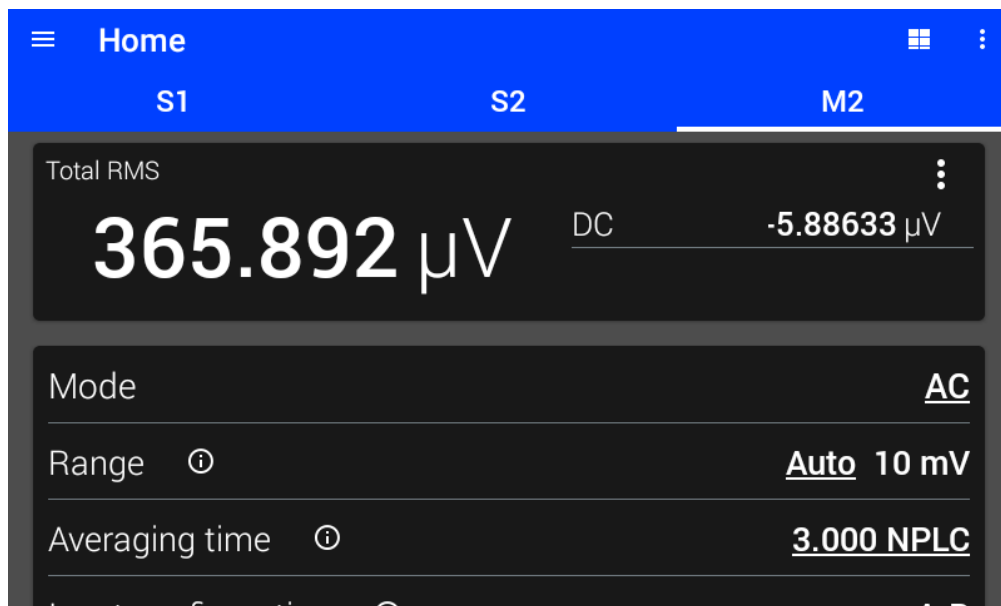 Home
S1 S2 M2
Total RMS
365.892 µV
DC -5.88633 µV
Mode AC
Range Auto 10 mV
Averaging time 3.000 NPLC